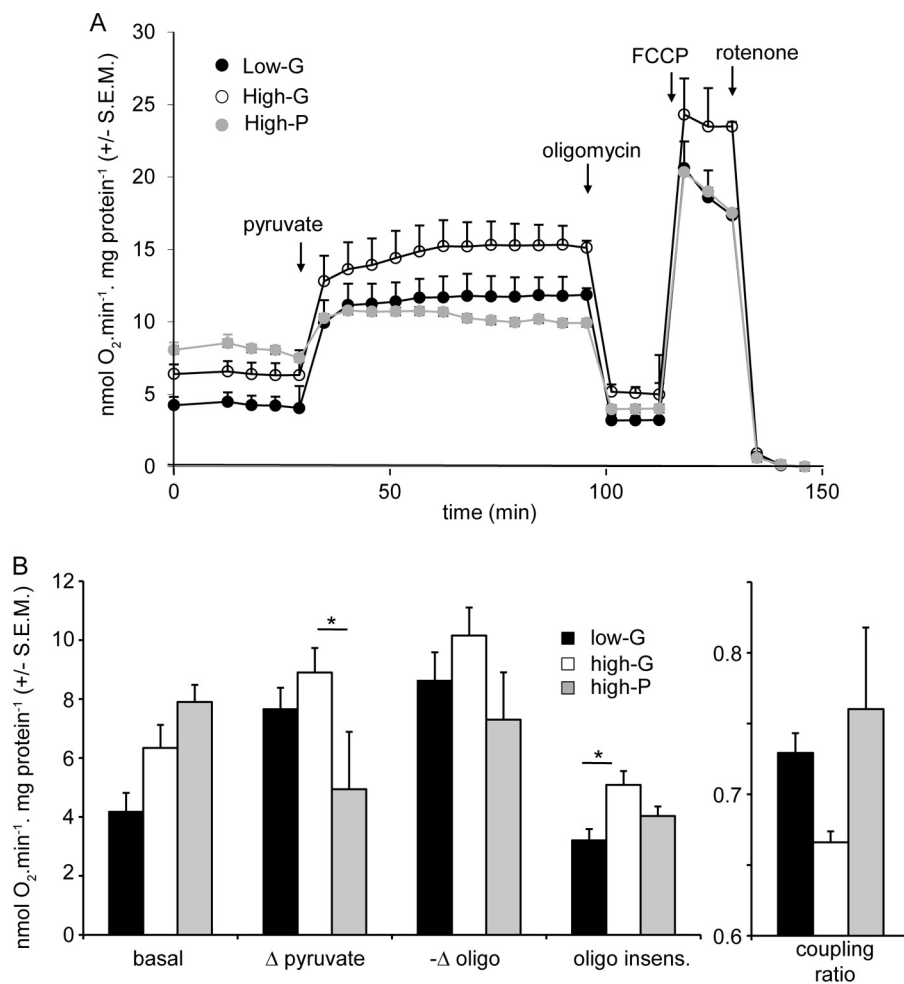 A
nmol O₂.min⁻¹. mg protein⁻¹ (+/- S.E.M.)
30
25
20
15
10
5
0
Low-G
High-G
High-P
pyruvate
oligomycin
FCCP
rotenone
0
50
100
150
time (min)
B
nmol O₂.min⁻¹. mg protein⁻¹ (+/- S.E.M.)
12
10
8
6
4
2
0
*
*
low-G
high-G
high-P
basal
Δ pyruvate
-Δ oligo
oligo insens.
0.8
0.7
0.6
coupling
ratio